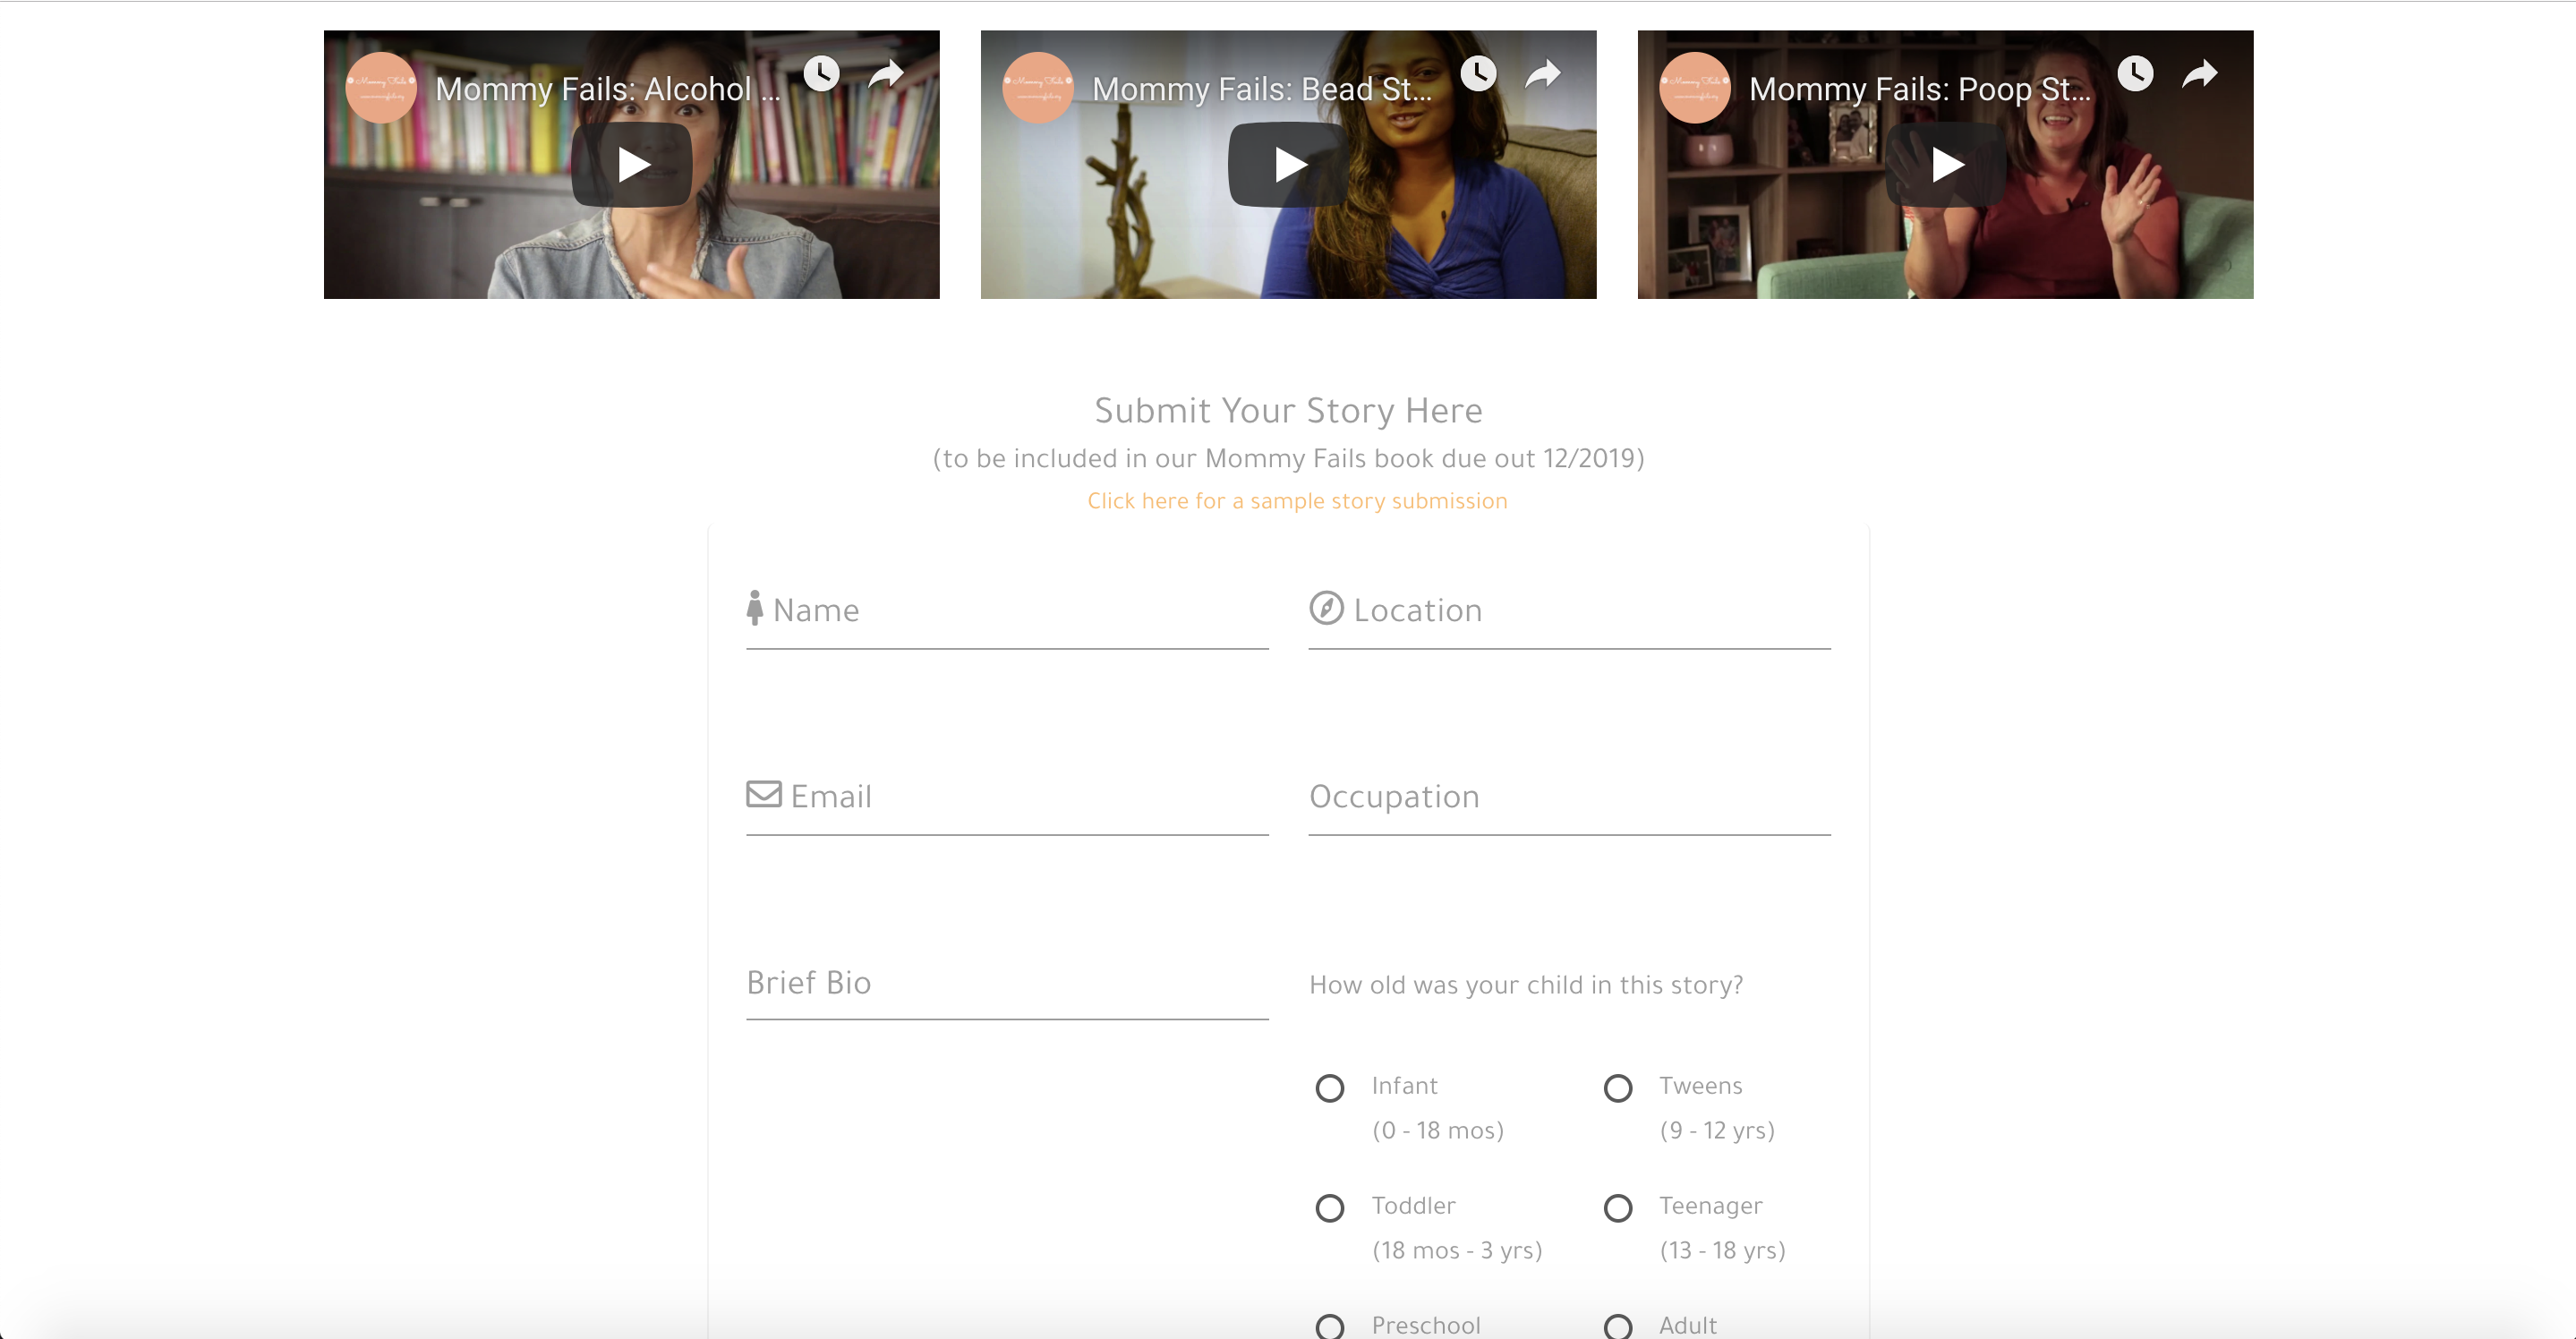 Mommy Fails: Alcohol ...
Mommy Fails: Bead St...
Mommy Fails: Poop St...
Submit Your Story Here
(to be included in our Mommy Fails book due out 12/2019)
Click here for a sample story submission
Name
Location
Email
Occupation
Brief Bio
How old was your child in this story?
Infant
(0 - 18 mos)
Tweens
(9 - 12 yrs)
Toddler
(18 mos - 3 yrs)
Teenager
(13 - 18 yrs)
Preschool
Adult